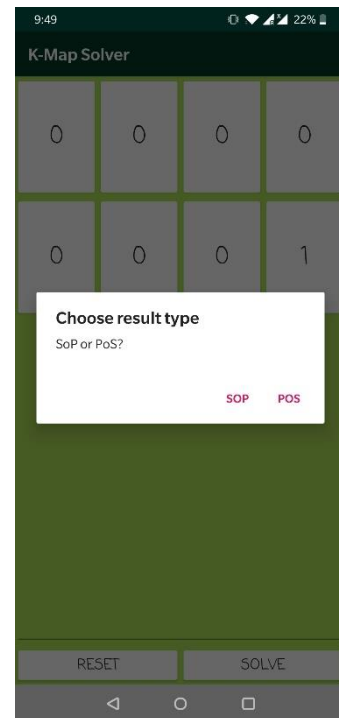 9:49 22%
K-Map Solver
0 0 0 0
0 0 0 1
Choose result type
SoP or PoS?
SOP POS
RESET SOLVE